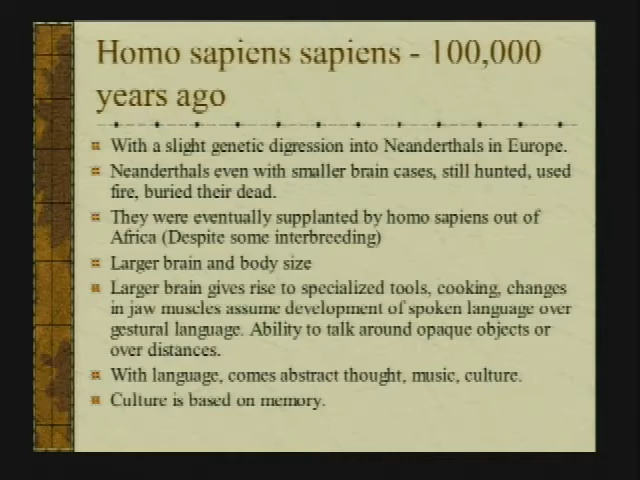 Homo sapiens sapiens - 100,000
years ago
With a slight genetic digression into Neanderthals in Europe.
Neanderthals even with smaller brain cases, still hunted, used
fire, buried their dead.
They were eventually supplanted by homo sapiens out of
Africa (Despite some interbreeding)
Larger brain and body size
Larger brain gives rise to specialized tools, cooking, changes
in jaw muscles assume development of spoken language over
gestural language. Ability to talk around opaque objects or
over distances.
With language, comes abstract thought, music, culture.
Culture is based on memory.